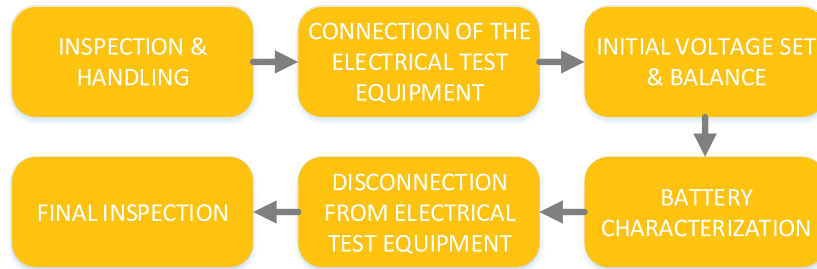 INSPECTION &
HANDLING
CONNECTION OF THE
ELECTRICAL TEST
EQUIPMENT
INITIAL VOLTAGE SET
& BALANCE
BATTERY
CHARACTERIZATION
DISCONNECTION
FROM ELECTRICAL
TEST EQUIPMENT
FINAL INSPECTION